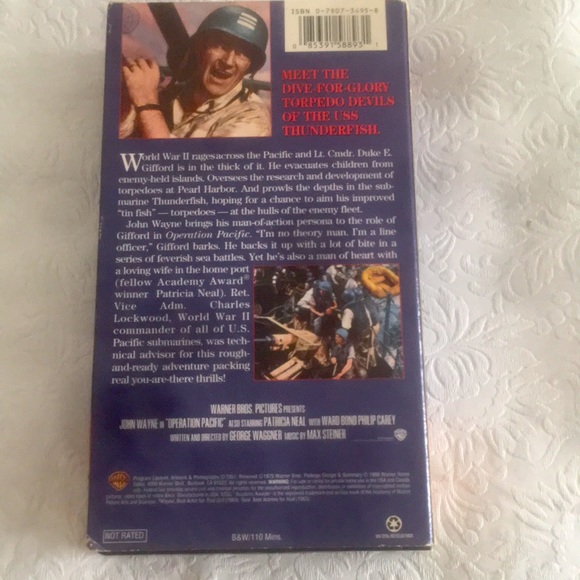 ISBN 0-7907-3495-8
0 85391 58893 1
MEET THE
DIVE-FOR-GLORY
TORPEDO DEVILS
OF THE USS
THUNDERFISH.
World War II rages across the Pacific and Lt. Cmdr. Duke E.
Gifford is in the thick of it. He evacuates children from
enemy-held islands. Oversees the research and development of
torpedoes at Pearl Harbor. And prowls the depths in the sub-
marine Thunderfish, hoping for a chance to aim his improved
"tin fish" — torpedoes — at the hulls of the enemy fleet.
John Wayne brings his man-of-action persona to the role of
Gifford in Operation Pacific. "I'm no theory man. I'm a line
officer," Gifford barks. He backs it up with a lot of bite in a
series of feverish sea battles. Yet he's also a man of heart with
a loving wife in the home port
(fellow Academy Award®
winner Patricia Neal). Ret.
Vice Adm. Charles
Lockwood, World War II
commander of all of U.S.
Pacific submarines, was tech-
nical advisor for this rough-
and-ready adventure packing
real you-are-there thrills!
WARNER BROS. PICTURES PRESENTS
JOHN WAYNE IN "OPERATION PACIFIC" ALSO STARRING PATRICIA NEAL WITH WARD BOND PHILIP CAREY
WRITTEN AND DIRECTED BY GEORGE WAGGNER MUSIC BY MAX STEINER
NOT RATED
B&W/110 Mins.